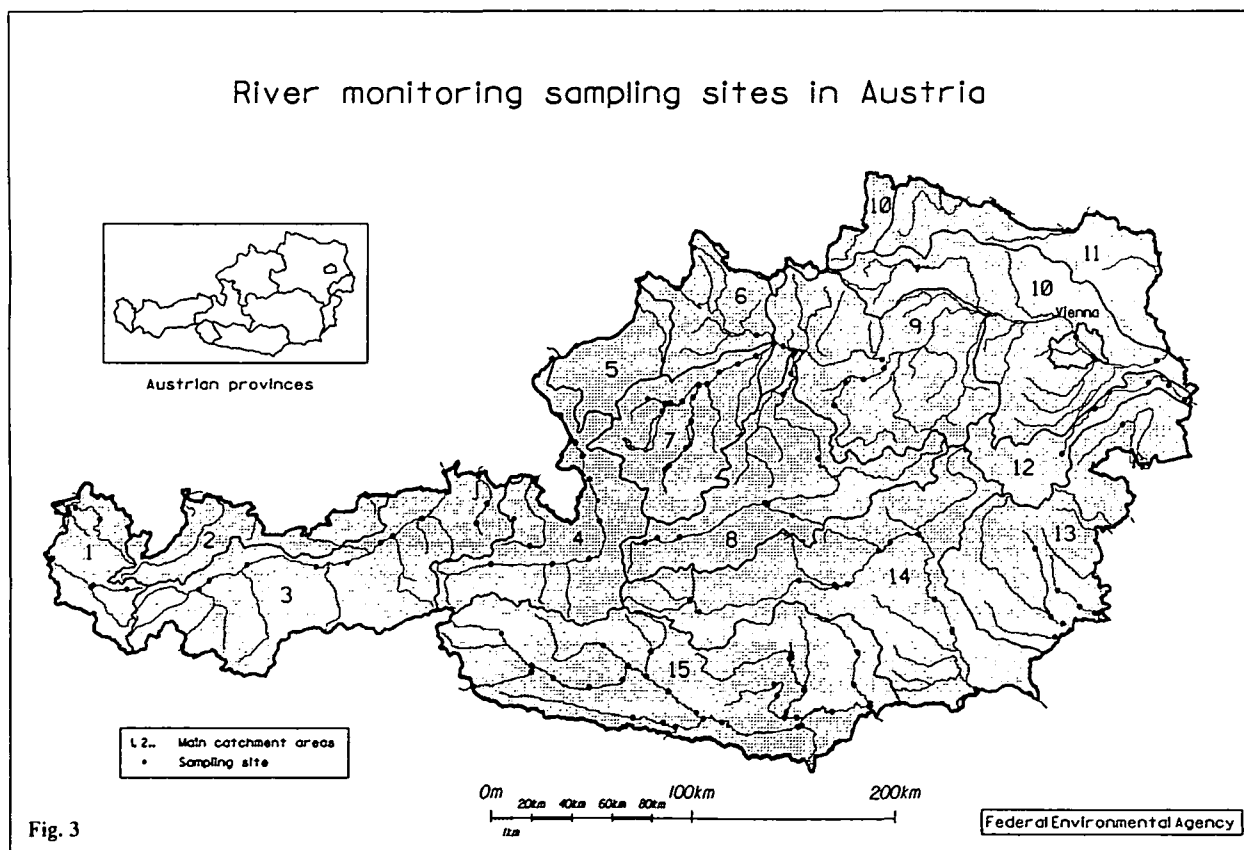 River monitoring sampling sites in Austria
Austrian provinces
10
11
6
10
9
Vienna
5
7
12
1
2
4
8
13
3
14
15
1, 2.. Main catchment areas
• Sampling site
0m 100km 200km
20km 40km 60km 80km
1km
Fig. 3
Federal Environmental Agency